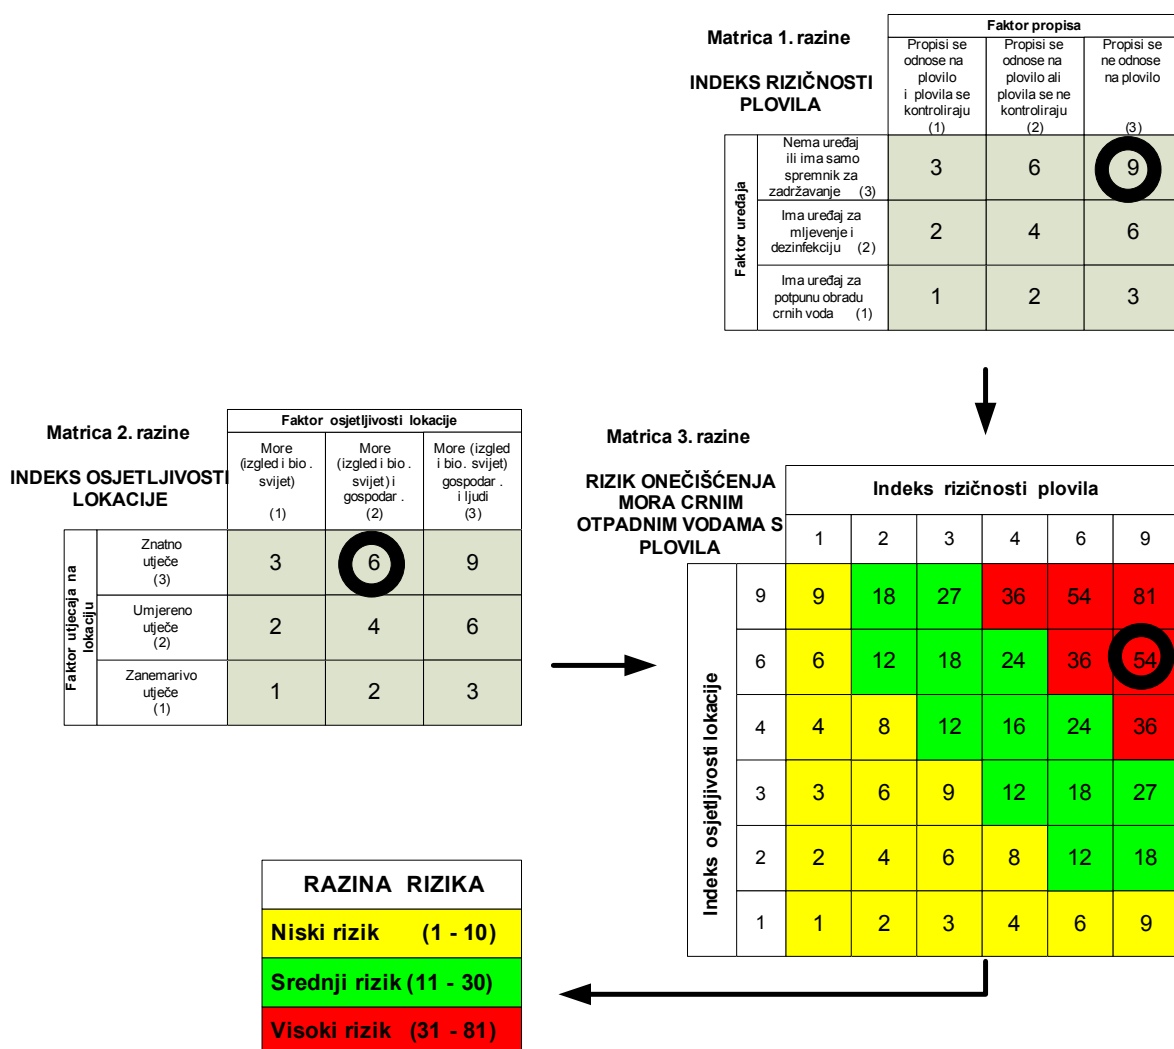 Matrica 1. razine
INDEKS RIZIČNOSTI
PLOVILA
Faktor propisa
Propisi se
odnose na
plovilo
i plovila se
kontroliraju
(1)
Propisi se
odnose na
plovilo ali
plovila se ne
kontroliraju
(2)
Propisi se
ne odnose
na plovilo
(3)
Faktor uređaja
Nema uređaj
ili ima samo
spremnik za
zadržavanje (3)
3 6 9
Ima uređaj za
mljevenje i
dezinfekciju (2)
2 4 6
Ima uređaj za
potpunu obradu
crnih voda (1)
1 2 3
Matrica 2. razine
INDEKS OSJETLJIVOSTI
LOKACIJE
Faktor osjetljivosti lokacije
More
(izgled i bio.
svijet)
(1)
More
(izgled i bio.
svijet) i
gospodar.
(2)
More (izgled
i bio. svijet)
gospodar.
i ljudi
(3)
Faktor utjecaja na
lokaciju
Znatno
utječe
(3)
3 6 9
Umjereno
utječe
(2)
2 4 6
Zanemarivo
utječe
(1)
1 2 3
Matrica 3. razine
RIZIK ONEČIŠĆENJA
MORA CRNIM
OTPADNIM VODAMA S
PLOVILA
Indeks rizičnosti plovila
1 2 3 4 6 9
Indeks osjetljivosti lokacije
9 9 18 27 36 54 81
6 6 12 18 24 36 54
4 4 8 12 16 24 36
3 3 6 9 12 18 27
2 2 4 6 8 12 18
1 1 2 3 4 6 9
RAZINA RIZIKA
Niski rizik (1 - 10)
Srednji rizik (11 - 30)
Visoki rizik (31 - 81)